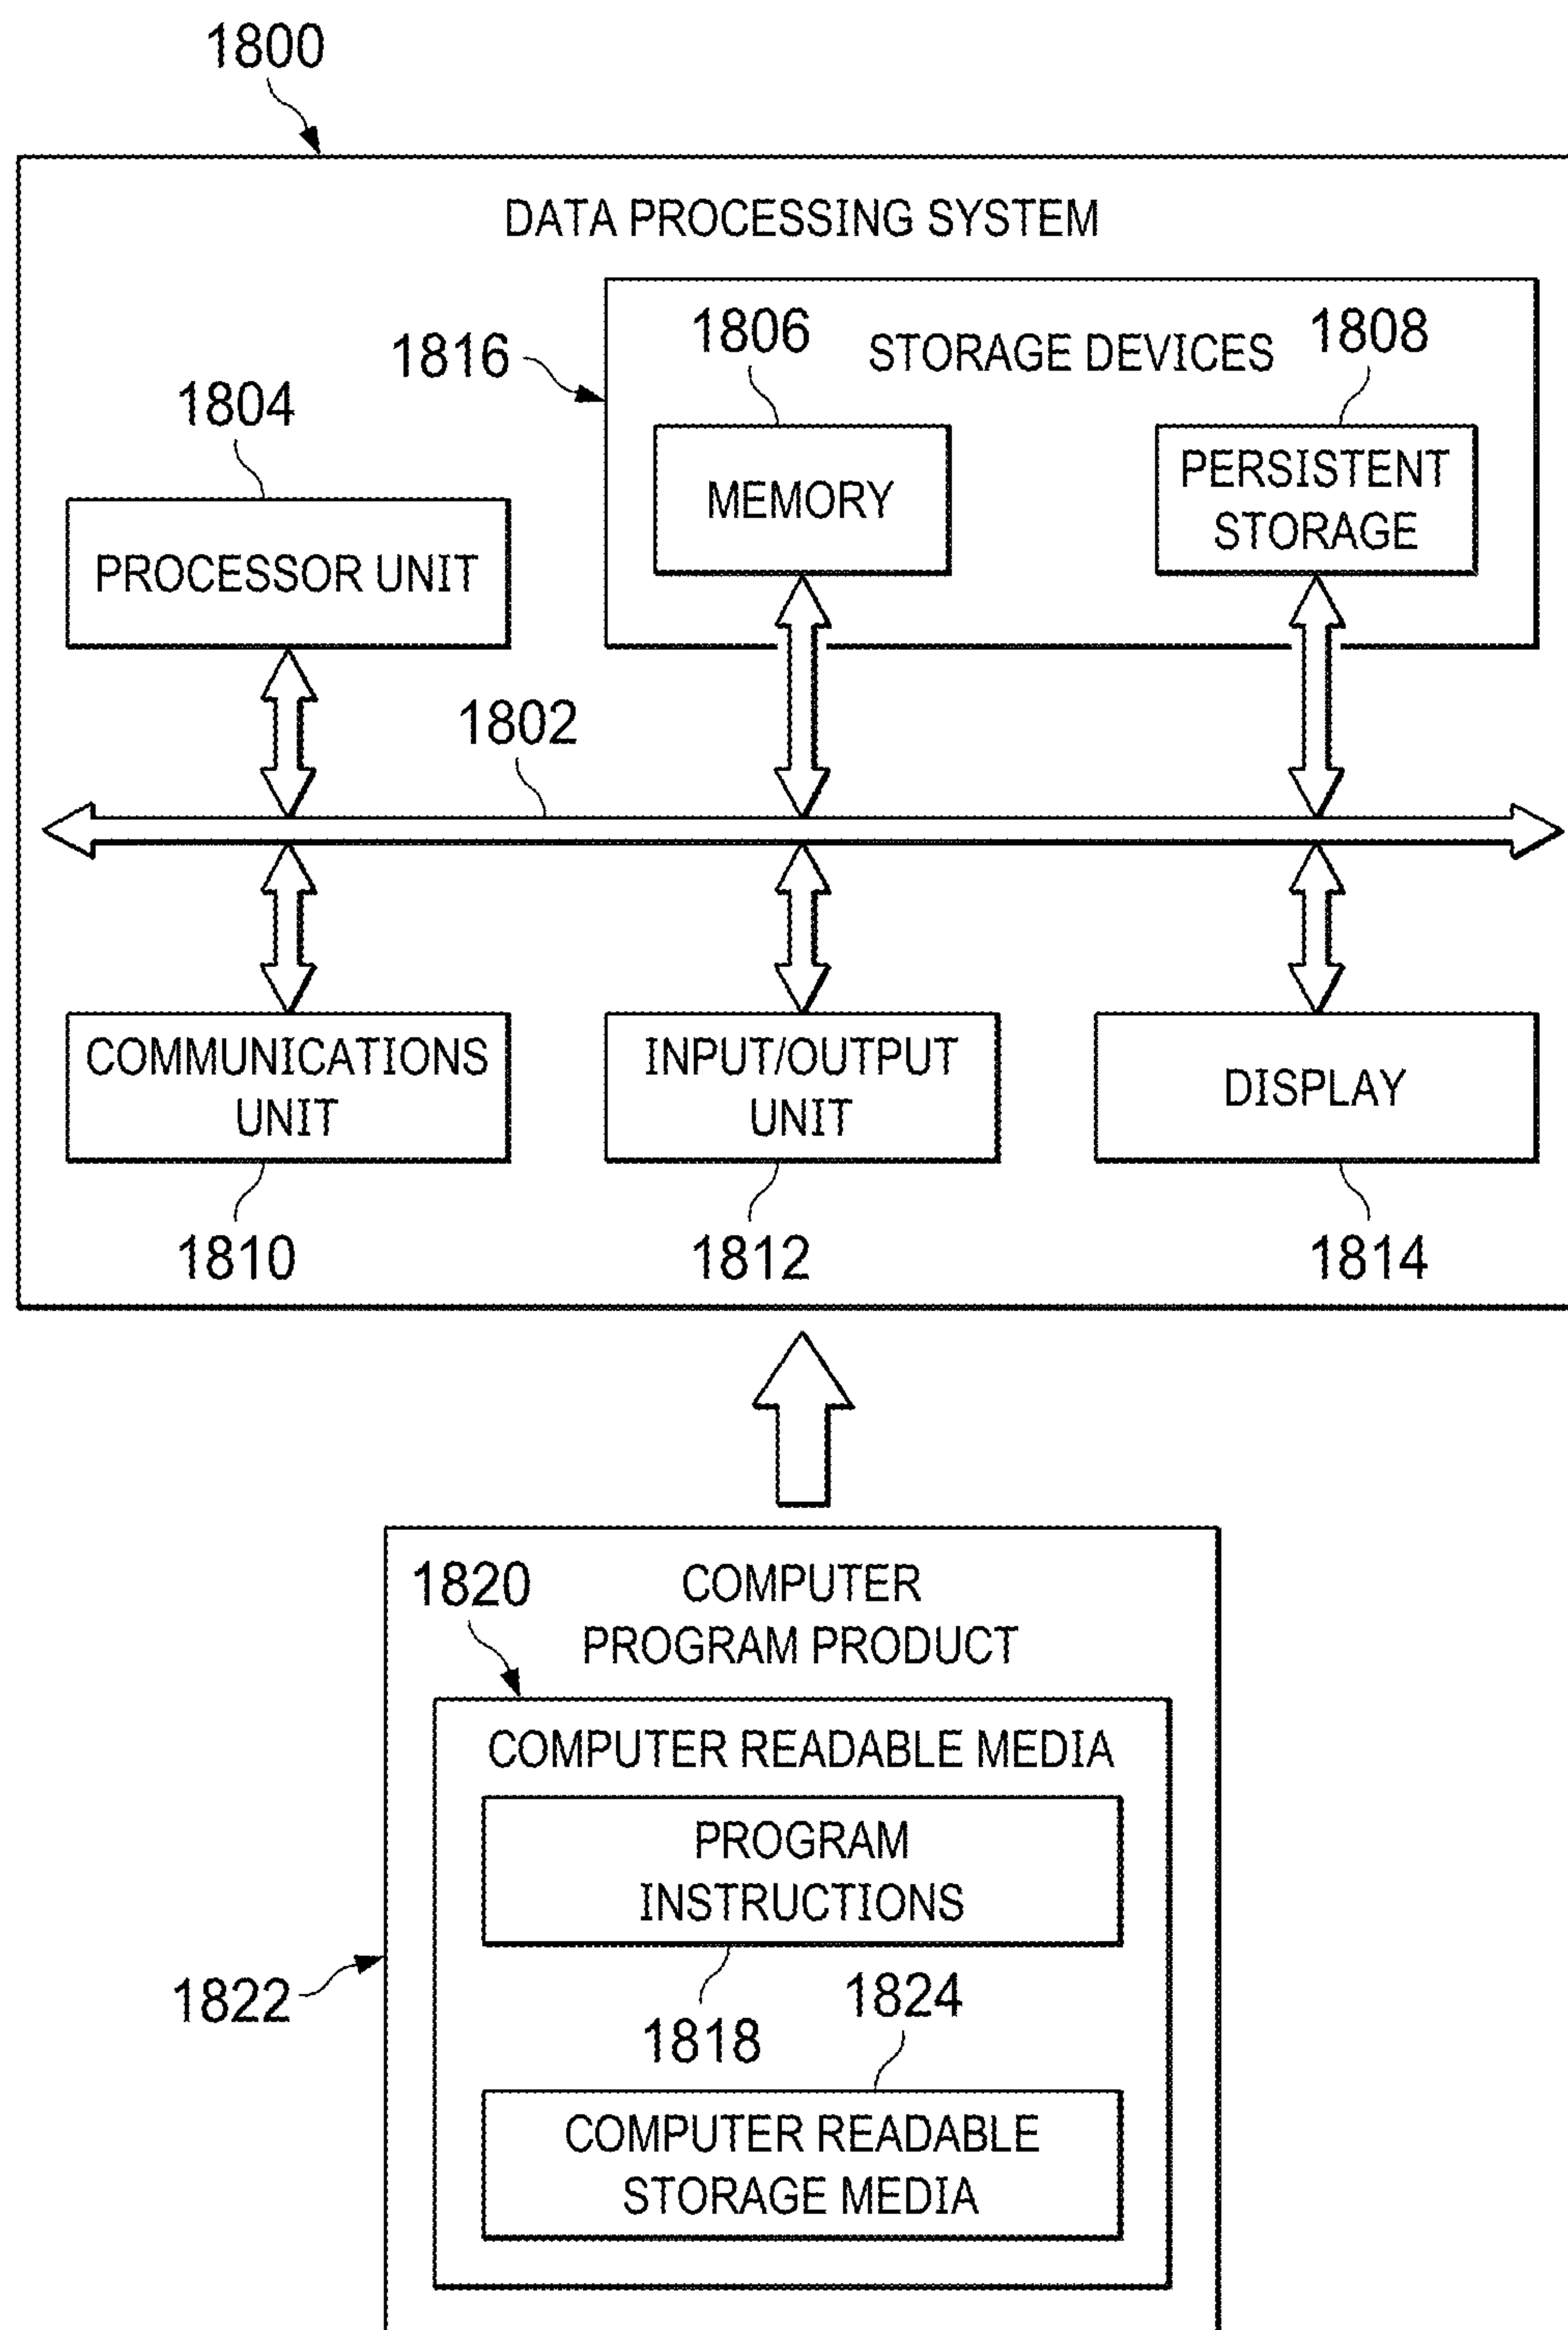 1800
DATA PROCESSING SYSTEM
1816
1806
STORAGE DEVICES
1808
1804
MEMORY
PERSISTENT
STORAGE
PROCESSOR UNIT
1802
COMMUNICATIONS
UNIT
INPUT/OUTPUT
UNIT
DISPLAY
1810
1812
1814
1820
COMPUTER
PROGRAM PRODUCT
COMPUTER READABLE MEDIA
PROGRAM
INSTRUCTIONS
1822
1818
1824
COMPUTER READABLE
STORAGE MEDIA